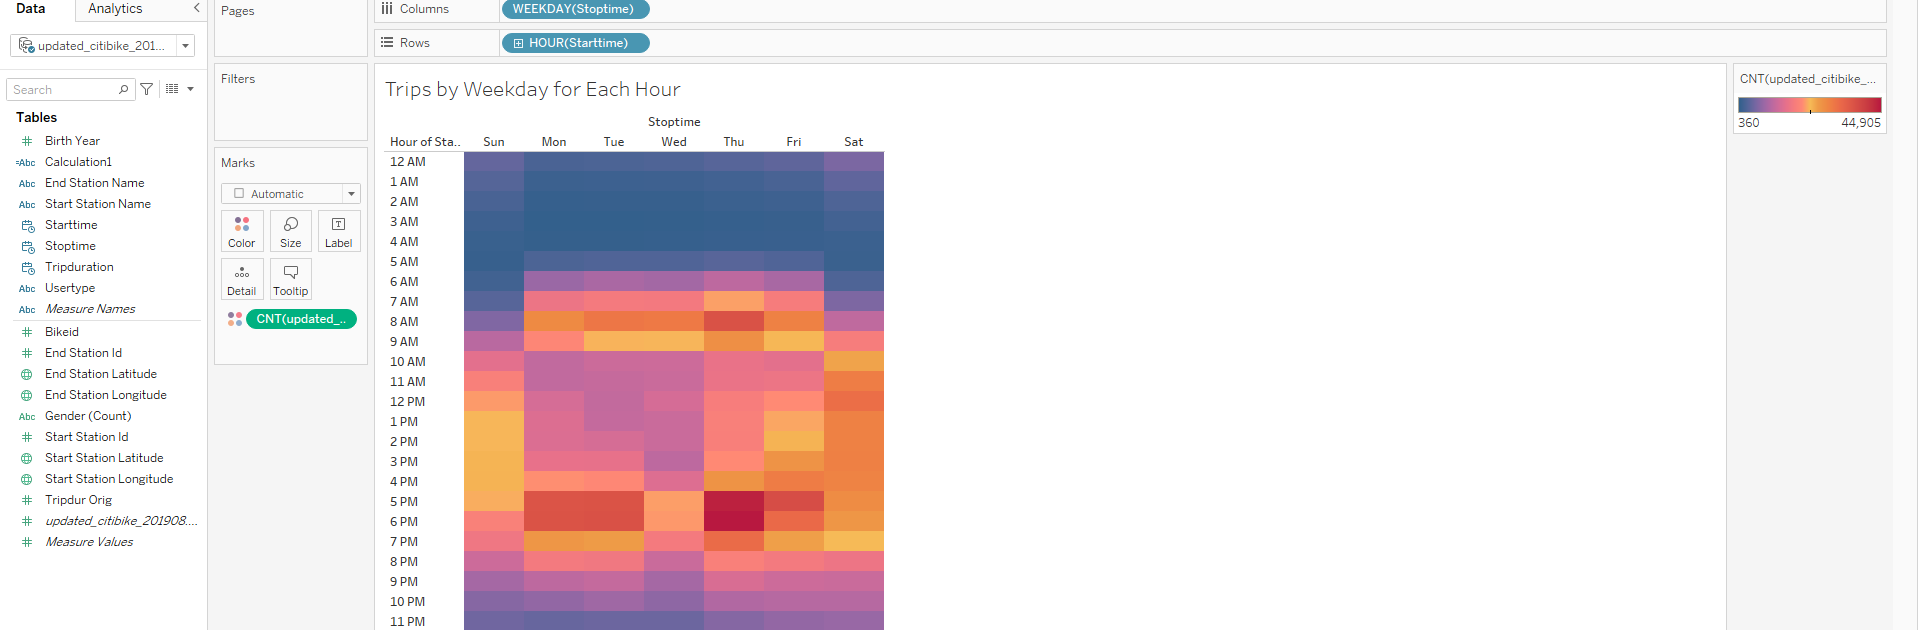 Data
Analytics
updated_citibike_201...
Search
Tables
Birth Year
=Abc Calculation1
Abc End Station Name
Abc Start Station Name
Starttime
Stoptime
Tripduration
Abc Usertype
Abc Measure Names
Bikeid
End Station Id
End Station Latitude
End Station Longitude
Abc Gender (Count)
Start Station Id
Start Station Latitude
Start Station Longitude
Tripdur Orig
updated_citibike_201908....
Measure Values
Pages
Filters
Marks
Automatic
Color Size Label
Detail Tooltip
CNT(updated_..
Columns WEEKDAY(Stoptime)
Rows HOUR(Starttime)
Trips by Weekday for Each Hour
Stoptime
Hour of Sta.. Sun Mon Tue Wed Thu Fri Sat
12 AM
1 AM
2 AM
3 AM
4 AM
5 AM
6 AM
7 AM
8 AM
9 AM
10 AM
11 AM
12 PM
1 PM
2 PM
3 PM
4 PM
5 PM
6 PM
7 PM
8 PM
9 PM
10 PM
11 PM
CNT(updated_citibike_...
360 44,905